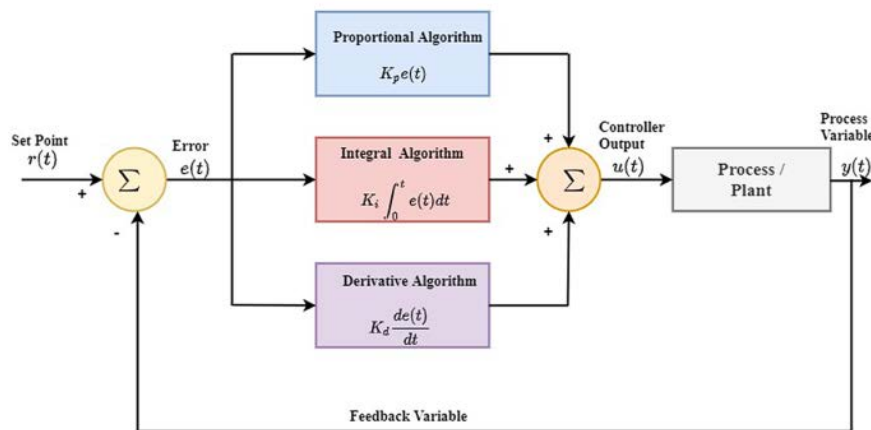 Proportional Algorithm
K_p e(t)
Set Point
r(t)
+
Σ
-
Error
e(t)
Integral Algorithm
K_i ∫_0^t e(t)dt
Derivative Algorithm
K_d de(t)/dt
+
+
+
Σ
Controller
Output
u(t)
Process /
Plant
Process
Variable
y(t)
Feedback Variable